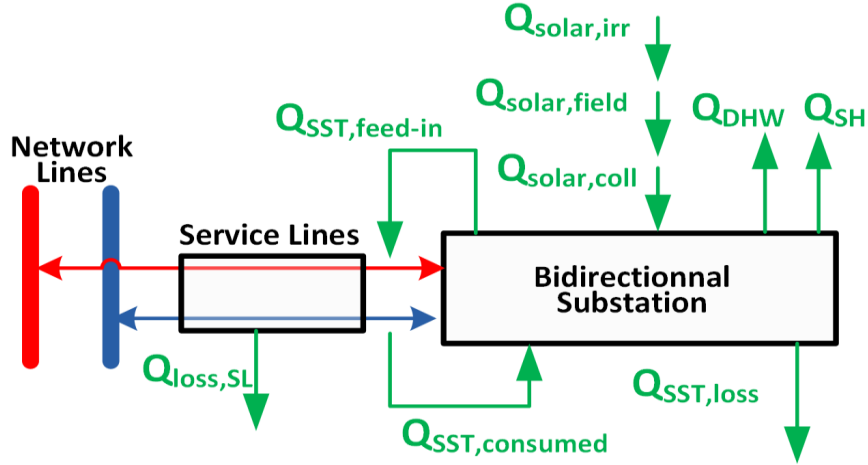 Qsolar,irr
Qsolar,field
QDHW
QSH
QSST,feed-in
Network
Lines
Qsolar,coll
Service Lines
Bidirectionnal
Substation
Qloss,SL
QSST,loss
QSST,consumed